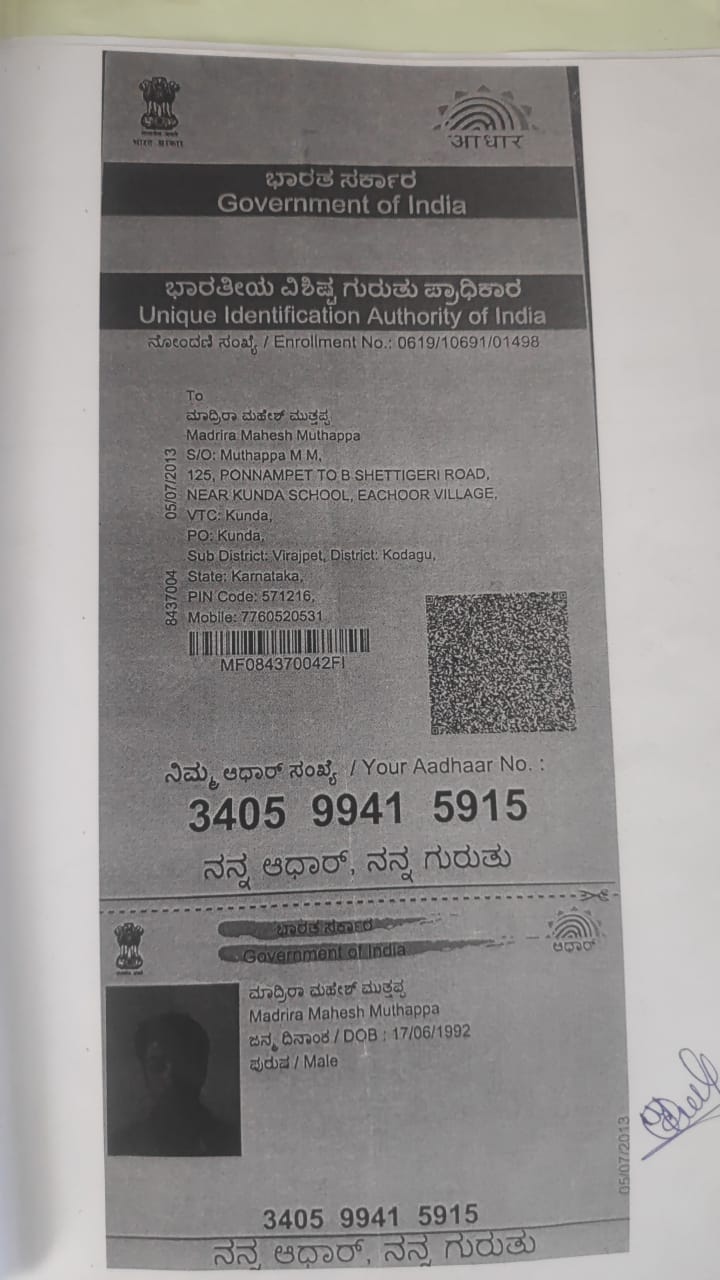 भारत सरकार
आधार
ಭಾರತ ಸರ್ಕಾರ
Government of India
ಭಾರತೀಯ ವಿಶಿಷ್ಟ ಗುರುತು ಪ್ರಾಧಿಕಾರ
Unique Identification Authority of India
ನೋಂದಣಿ ಸಂಖ್ಯೆ / Enrollment No.: 0619/10691/01498
To
ಮಾದ್ರಿರಾ ಮಹೇಶ್ ಮುತ್ತಪ್ಪ
Madrira Mahesh Muthappa
S/O: Muthappa M M,
125, PONNAMPET TO B SHETTIGERI ROAD,
NEAR KUNDA SCHOOL, EACHOOR VILLAGE,
VTC: Kunda,
PO: Kunda,
Sub District: Virajpet, District: Kodagu,
State: Karnataka,
PIN Code: 571216,
Mobile: 7760520531
8437004 05/07/2013
MF084370042FI
ನಿಮ್ಮ ಆಧಾರ್ ಸಂಖ್ಯೆ / Your Aadhaar No. :
3405 9941 5915
ನನ್ನ ಆಧಾರ್, ನನ್ನ ಗುರುತು
ಭಾರತ ಸರ್ಕಾರ
Government of India
ಆಧಾರ್
ಮಾದ್ರಿರಾ ಮಹೇಶ್ ಮುತ್ತಪ್ಪ
Madrira Mahesh Muthappa
ಜನ್ಮ ದಿನಾಂಕ / DOB : 17/06/1992
ಪುರುಷ / Male
05/07/2013
3405 9941 5915
ನನ್ನ ಆಧಾರ್, ನನ್ನ ಗುರುತು